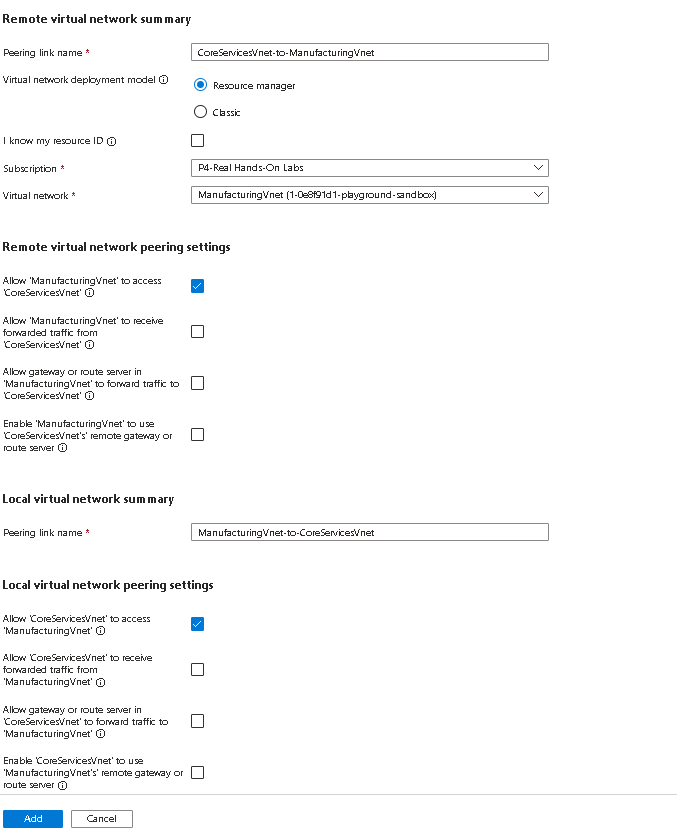 Remote virtual network summary
Peering link name *
CoreServicesVnet-to-ManufacturingVnet
Virtual network deployment model
Resource manager
Classic
I know my resource ID
Subscription *
P4-Real Hands-On Labs
Virtual network *
ManufacturingVnet (1-0e8f91d1-playground-sandbox)
Remote virtual network peering settings
Allow 'ManufacturingVnet' to access
'CoreServicesVnet'
Allow 'ManufacturingVnet' to receive
forwarded traffic from
'CoreServicesVnet'
Allow gateway or route server in
'ManufacturingVnet' to forward traffic to
'CoreServicesVnet'
Enable 'ManufacturingVnet' to use
'CoreServicesVnet's' remote gateway or
route server
Local virtual network summary
Peering link name *
ManufacturingVnet-to-CoreServicesVnet
Local virtual network peering settings
Allow 'CoreServicesVnet' to access
'ManufacturingVnet'
Allow 'CoreServicesVnet' to receive
forwarded traffic from
'ManufacturingVnet'
Allow gateway or route server in
'CoreServicesVnet' to forward traffic to
'ManufacturingVnet'
Enable 'CoreServicesVnet' to use
'ManufacturingVnet's' remote gateway or
route server
Add
Cancel